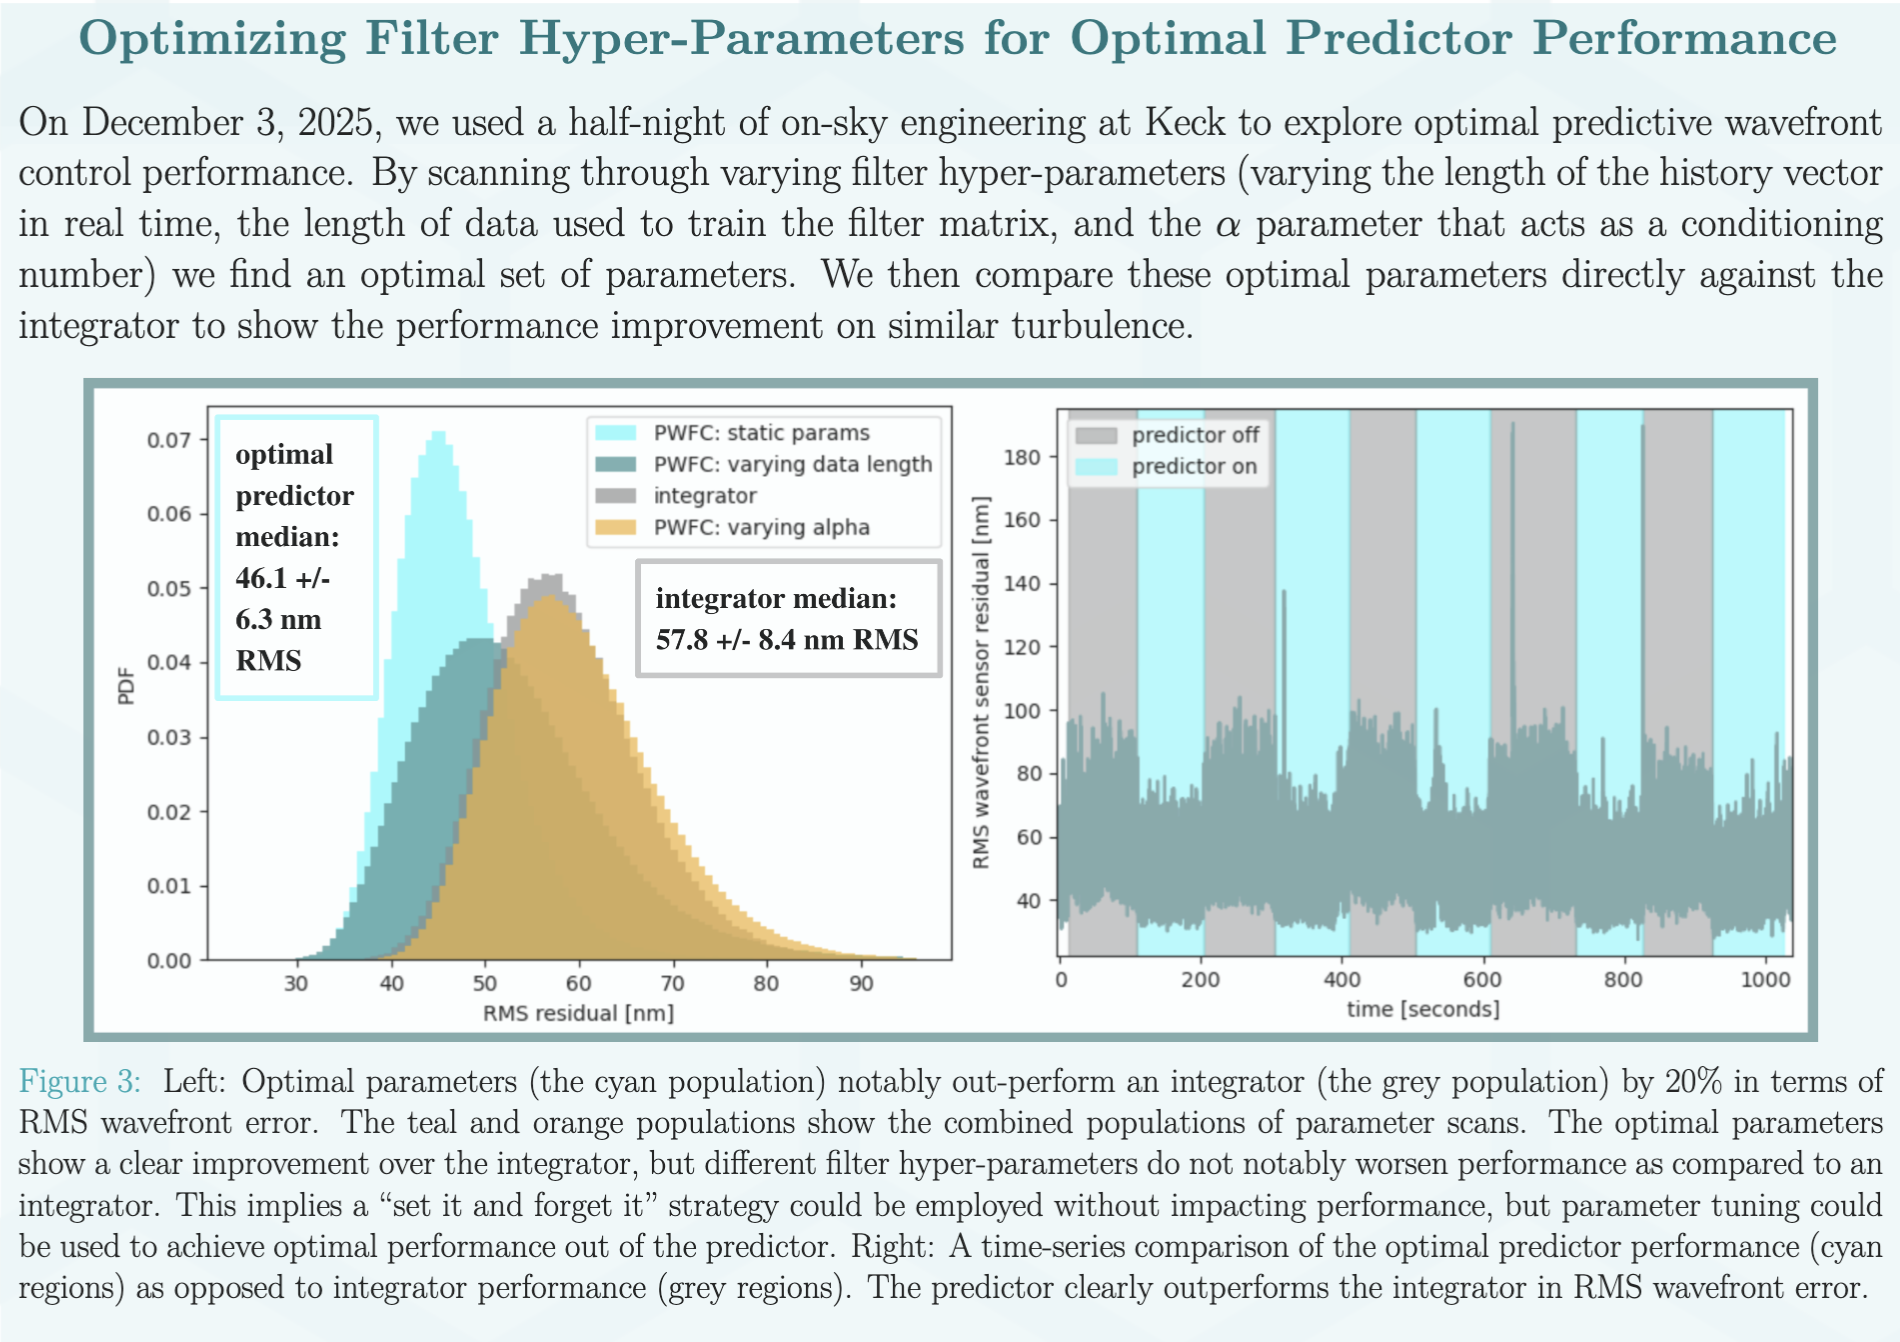 Optimizing Filter Hyper-Parameters for Optimal Predictor Performance
On December 3, 2025, we used a half-night of on-sky engineering at Keck to explore optimal predictive wavefront
control performance. By scanning through varying filter hyper-parameters (varying the length of the history vector
in real time, the length of data used to train the filter matrix, and the α parameter that acts as a conditioning
number) we find an optimal set of parameters. We then compare these optimal parameters directly against the
integrator to show the performance improvement on similar turbulence.
optimal
predictor
median:
46.1 +/-
6.3 nm
RMS
PWFC: static params
PWFC: varying data length
integrator
PWFC: varying alpha
integrator median:
57.8 +/- 8.4 nm RMS
PDF
0.07
0.06
0.05
0.04
0.03
0.02
0.01
0.00
30 40 50 60 70 80 90
RMS residual [nm]
predictor off
predictor on
RMS wavefront sensor residual [nm]
180
160
140
120
100
80
60
40
0 200 400 600 800 1000
time [seconds]
Figure 3: Left: Optimal parameters (the cyan population) notably out-perform an integrator (the grey population) by 20% in terms of
RMS wavefront error. The teal and orange populations show the combined populations of parameter scans. The optimal parameters
show a clear improvement over the integrator, but different filter hyper-parameters do not notably worsen performance as compared to an
integrator. This implies a “set it and forget it” strategy could be employed without impacting performance, but parameter tuning could
be used to achieve optimal performance out of the predictor. Right: A time-series comparison of the optimal predictor performance (cyan
regions) as opposed to integrator performance (grey regions). The predictor clearly outperforms the integrator in RMS wavefront error.